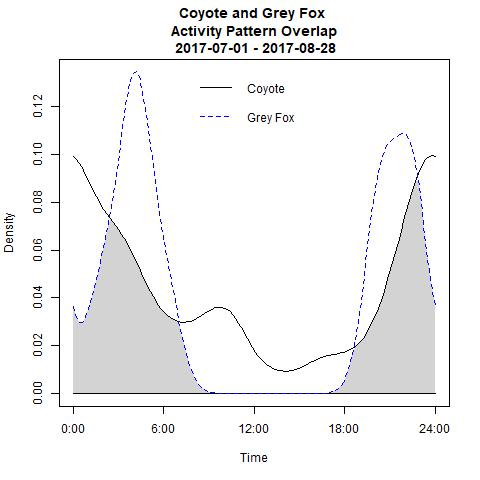 Coyote and Grey Fox
Activity Pattern Overlap
2017-07-01 - 2017-08-28
Coyote
Grey Fox
Density
0.12
0.10
0.08
0.06
0.04
0.02
0.00
0:00 6:00 12:00 18:00 24:00
Time